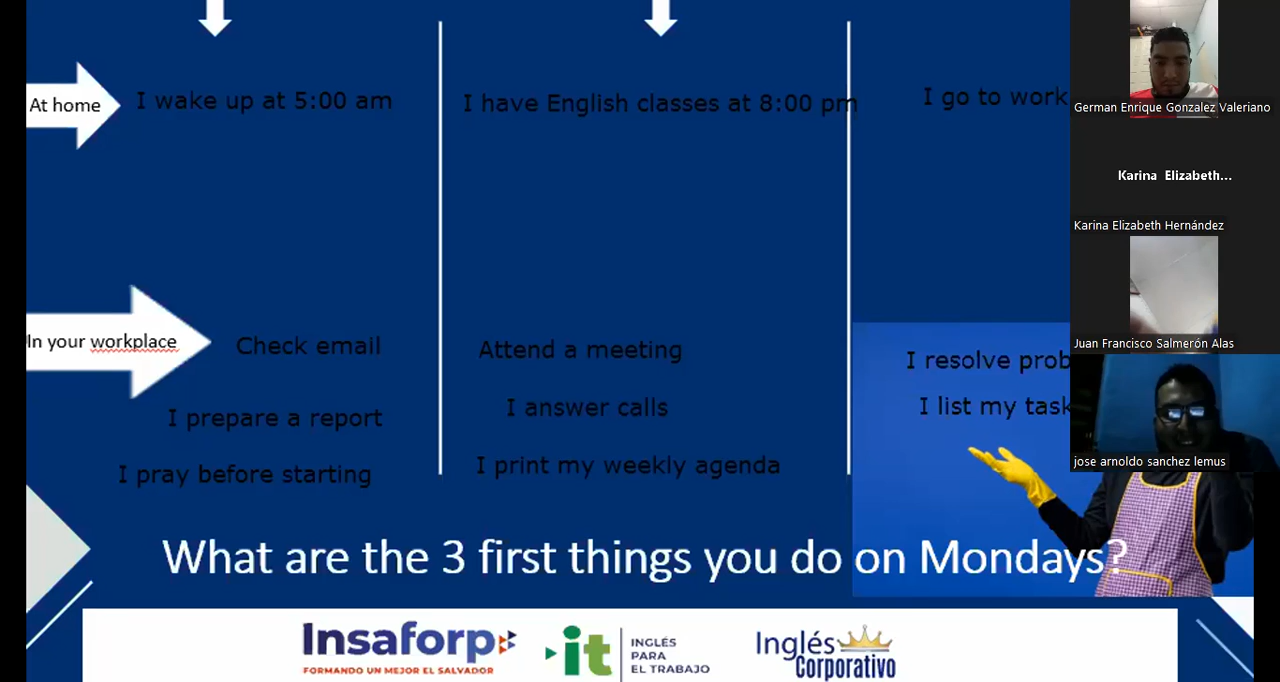 At home
I wake up at 5:00 am
I have English classes at 8:00 pm
I go to work
In your workplace
Check email
Attend a meeting
I resolve prob
I prepare a report
I answer calls
I list my task
I pray before starting
I print my weekly agenda
What are the 3 first things you do on Mondays?
Insaforp
FORMANDO UN MEJOR EL SALVADOR
it
INGLÉS
PARA
EL TRABAJO
Inglés
Corporativo
German Enrique Gonzalez Valeriano
Karina Elizabeth...
Karina Elizabeth Hernández
Juan Francisco Salmerón Alas
jose arnoldo sanchez lemus